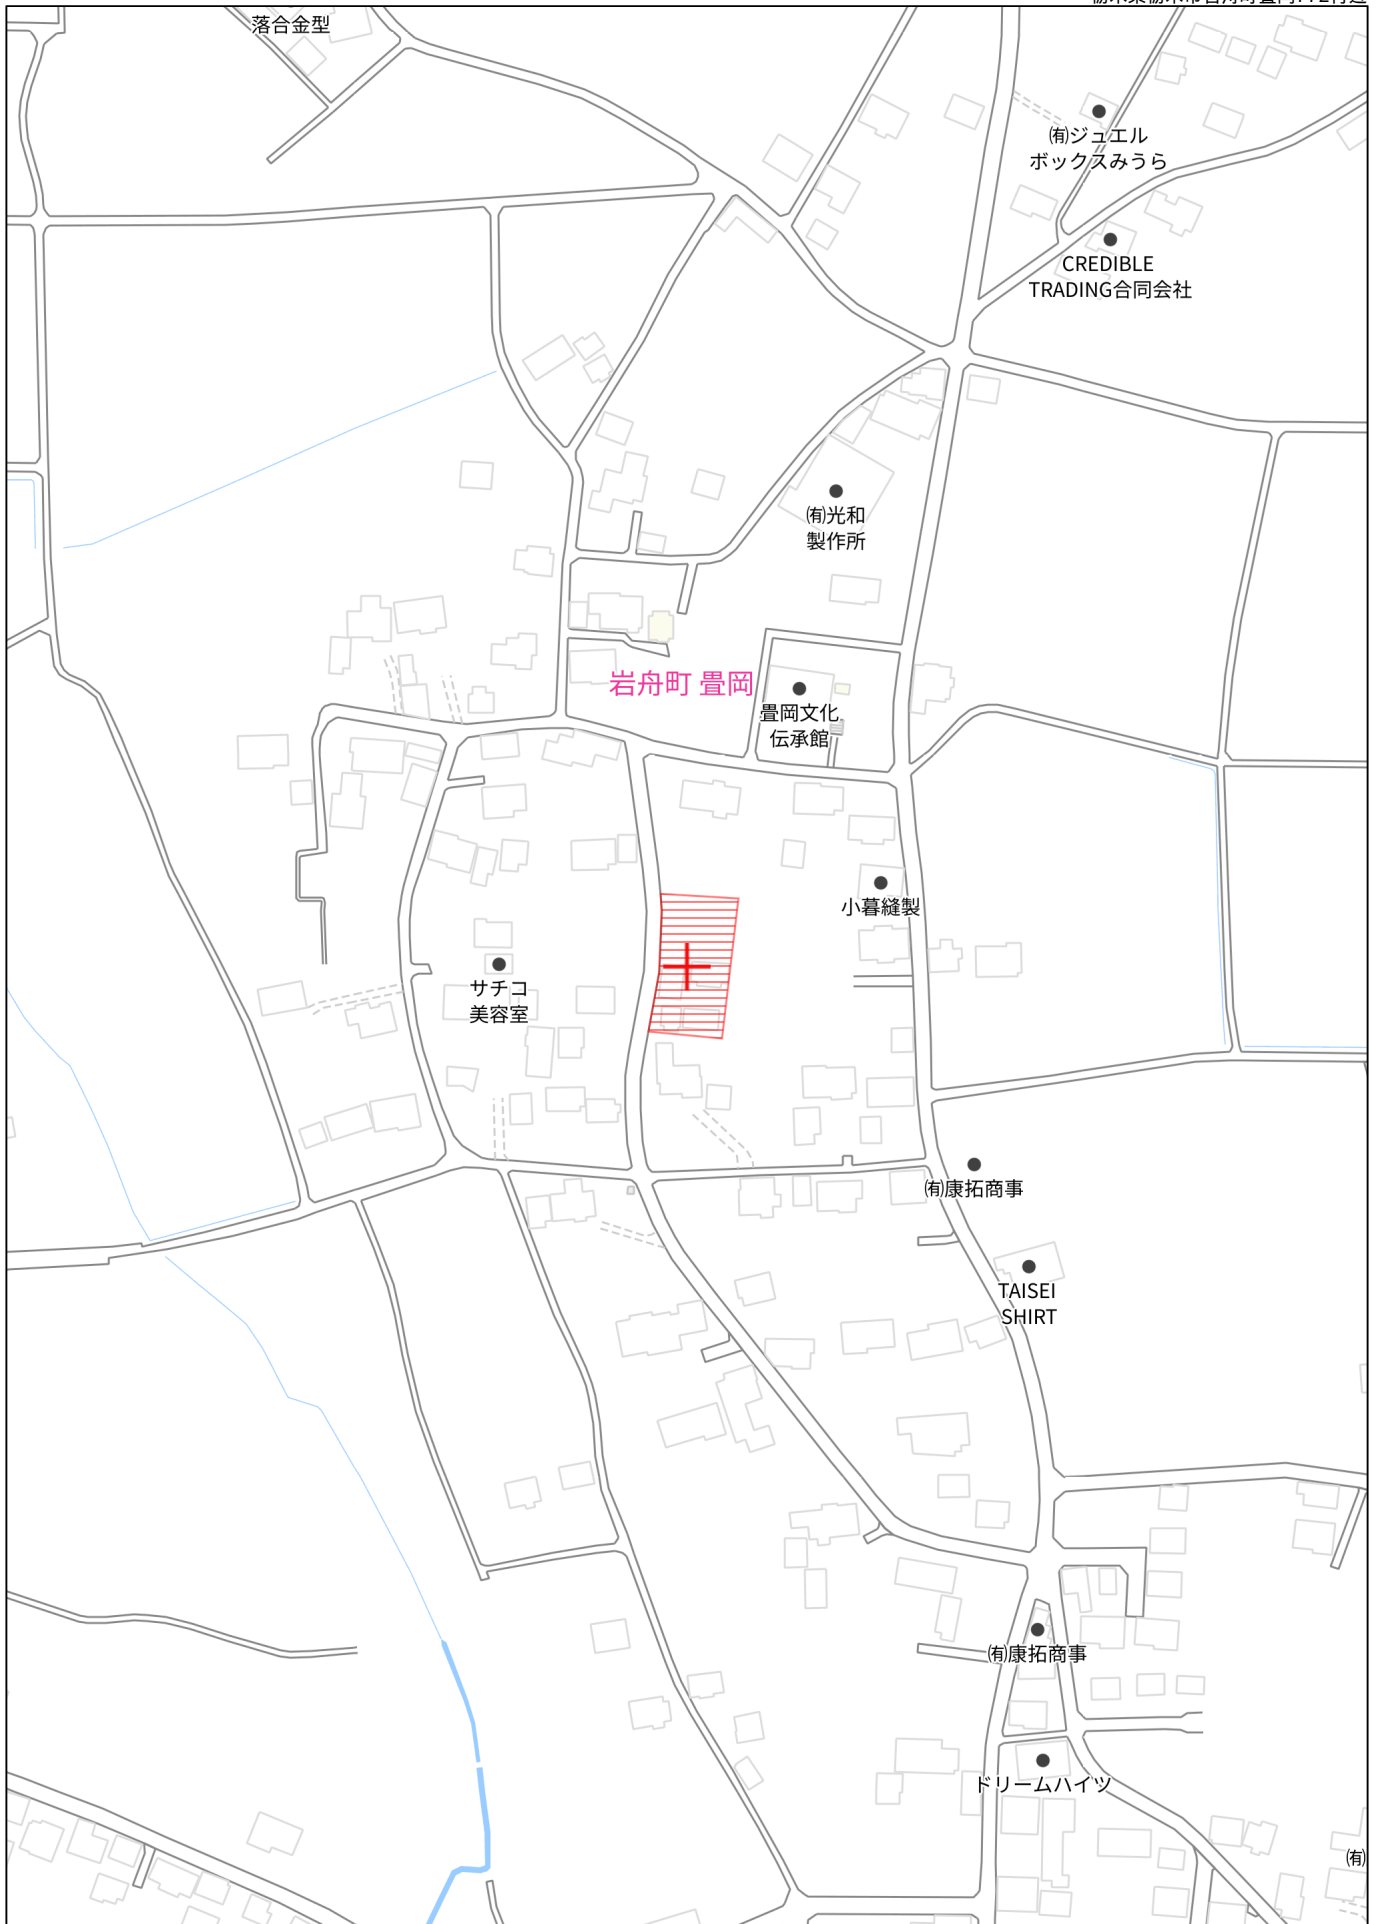 落合金型
㈲ジュエル
ボックスみうら
CREDIBLE
TRADING合同会社
㈲光和
製作所
岩舟町 畳岡
畳岡文化
伝承館
小暮縫製
サチコ
美容室
㈲康拓商事
TAISEI
SHIRT
㈲康拓商事
ドリームハイツ
㈲